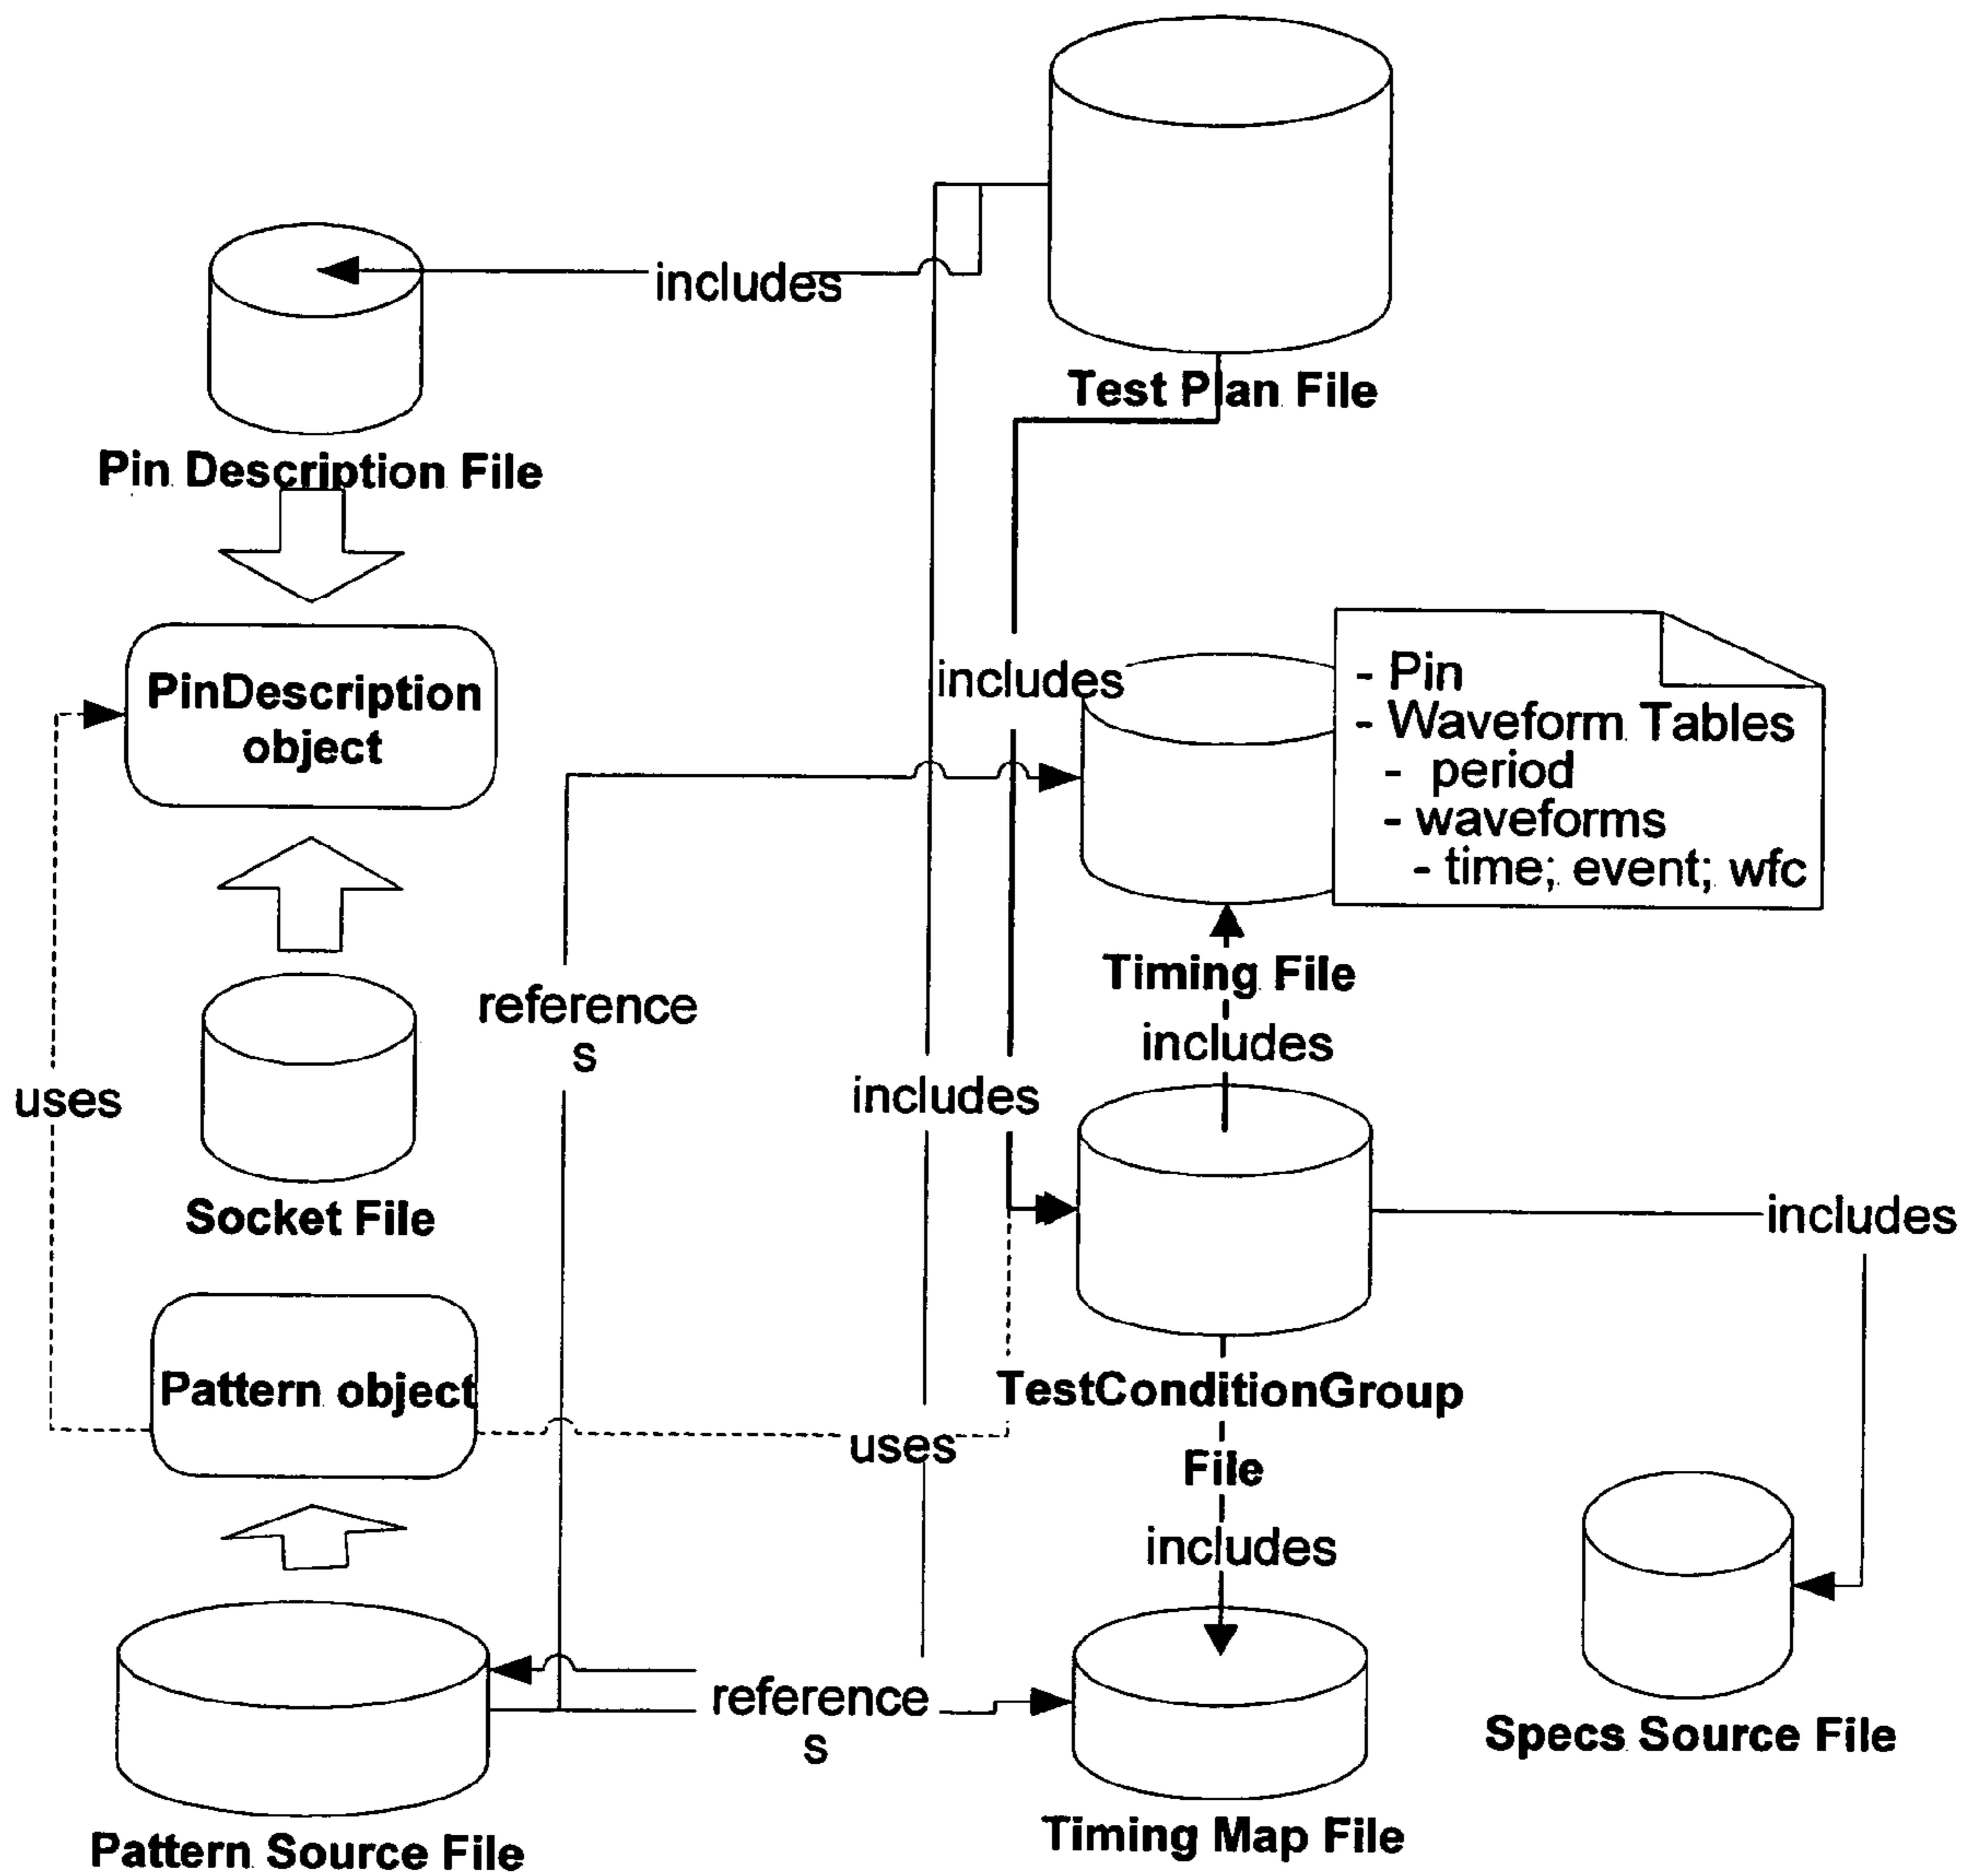 includes
Test Plan File
Pin Description File
PinDescription
object
includes
- Pin
- Waveform Tables
- period
- waveforms
- time; event; wfc
Timing File
reference
s
includes
uses
includes
Socket File
includes
Pattern object
TestConditionGroup
uses
File
includes
reference
s
Specs Source File
Timing Map File
Pattern Source File